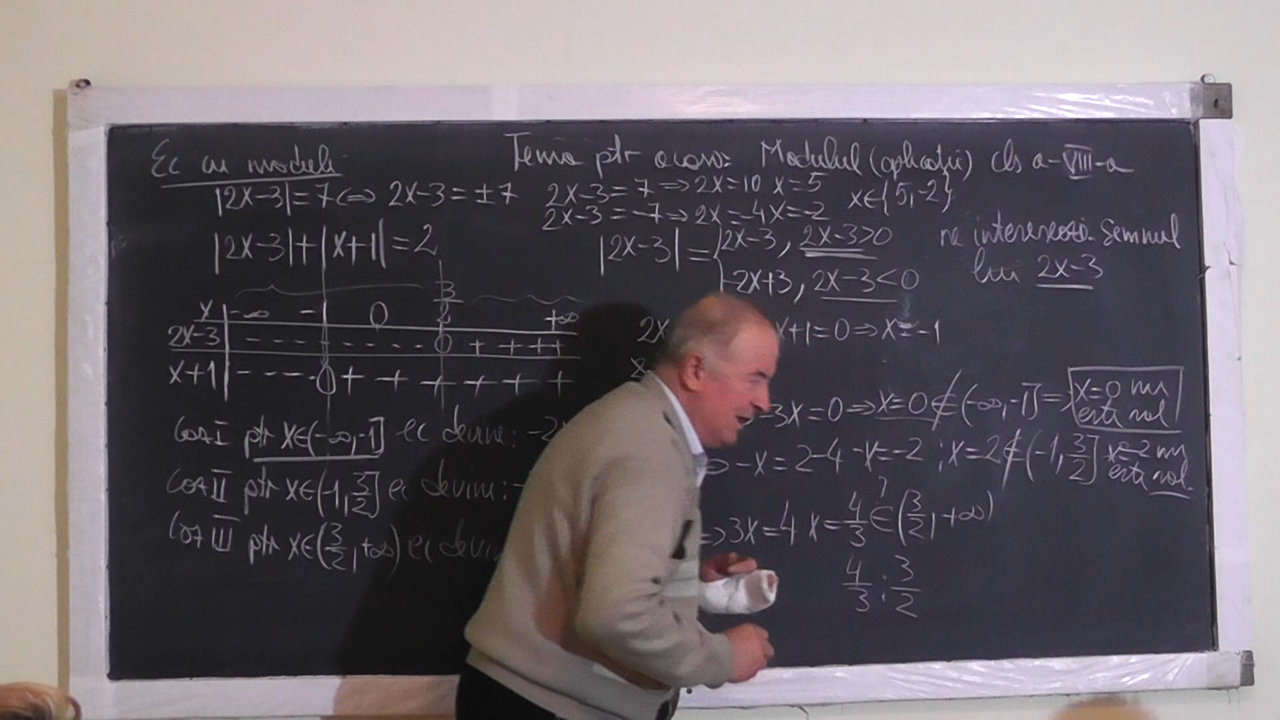 Ec cu moduli
Tema ptr acasă: Modulul (aplicații) cls a-VIII-a
|2x-3|=7 ⇔ 2x-3=±7 2x-3=7 ⇒ 2x=10 x=5 x∈{5,-2}
2x-3=-7 ⇒ 2x=-4 x=-2
|2x-3|+|x+1|=2
|2x-3|= 2x-3, 2x-3>0
-2x+3, 2x-3<0
ne interesează semnul
lui 2x-3
x -∞ -1 0 3/2 +∞
2x-3 - - - - - - - - - 0 + + + +
x+1 - - - - 0 + + + + + +
2x
x+1=0 ⇒ x=-1
Caz I ptr x∈(-∞,-1] ec devine: -2x
-3x=0 ⇒ x=0 ∉ (-∞,-1] ⇒ x=0 nu
este sol
Caz II ptr x∈(-1, 3/2] ec devine: -
-x=2-4 -x=-2 ; x=2 ∉ (-1, 3/2] x=2 nu
este sol.
Caz III ptr x∈(3/2, +∞) ec devin
⇒ 3x=4 x=4/3 ∈? (3/2, +∞)
4/3 ; 3/2